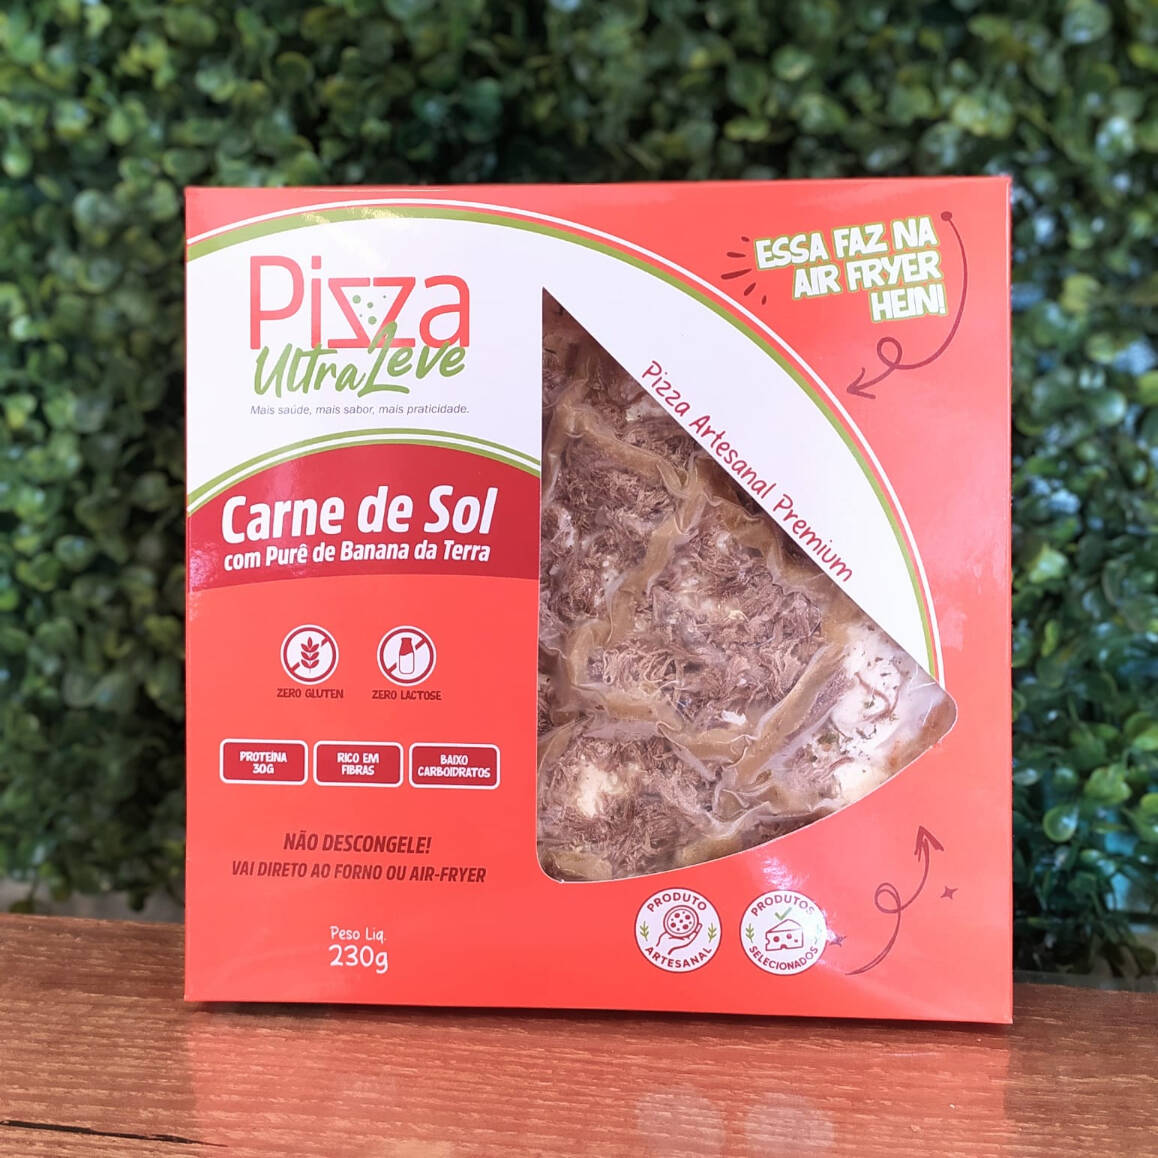 Pizza
UltraLeve
Mais saúde, mais sabor, mais praticidade.
ESSA FAZ NA
AIR FRYER
HEIN!
Pizza Artesanal Premium
Carne de Sol
com Purê de Banana da Terra
ZERO GLUTEN
ZERO LACTOSE
PROTEÍNA
30G
RICO EM
FIBRAS
BAIXO
CARBOIDRATOS
NÃO DESCONGELE!
VAI DIRETO AO FORNO OU AIR-FRYER
Peso Liq.
230g
PRODUTO
ARTESANAL
PRODUTOS
SELECIONADOS